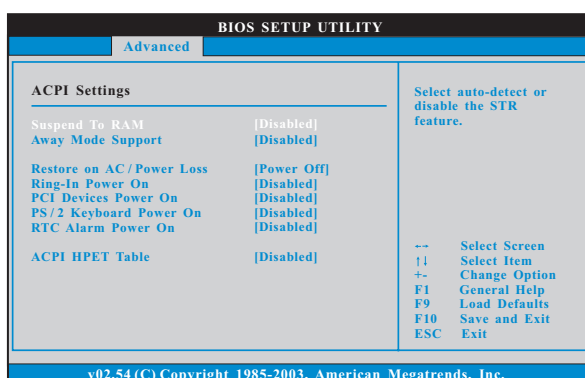 BIOS SETUP UTILITY
Advanced
ACPI Settings
Suspend To RAM [Disabled]
Away Mode Support [Disabled]
Restore on AC / Power Loss [Power Off]
Ring-In Power On [Disabled]
PCI Devices Power On [Disabled]
PS / 2 Keyboard Power On [Disabled]
RTC Alarm Power On [Disabled]
ACPI HPET Table [Disabled]
Select auto-detect or
disable the STR
feature.
←→ Select Screen
↑↓ Select Item
+- Change Option
F1 General Help
F9 Load Defaults
F10 Save and Exit
ESC Exit
v02.54 (C) Copyright 1985-2003, American Megatrends, Inc.